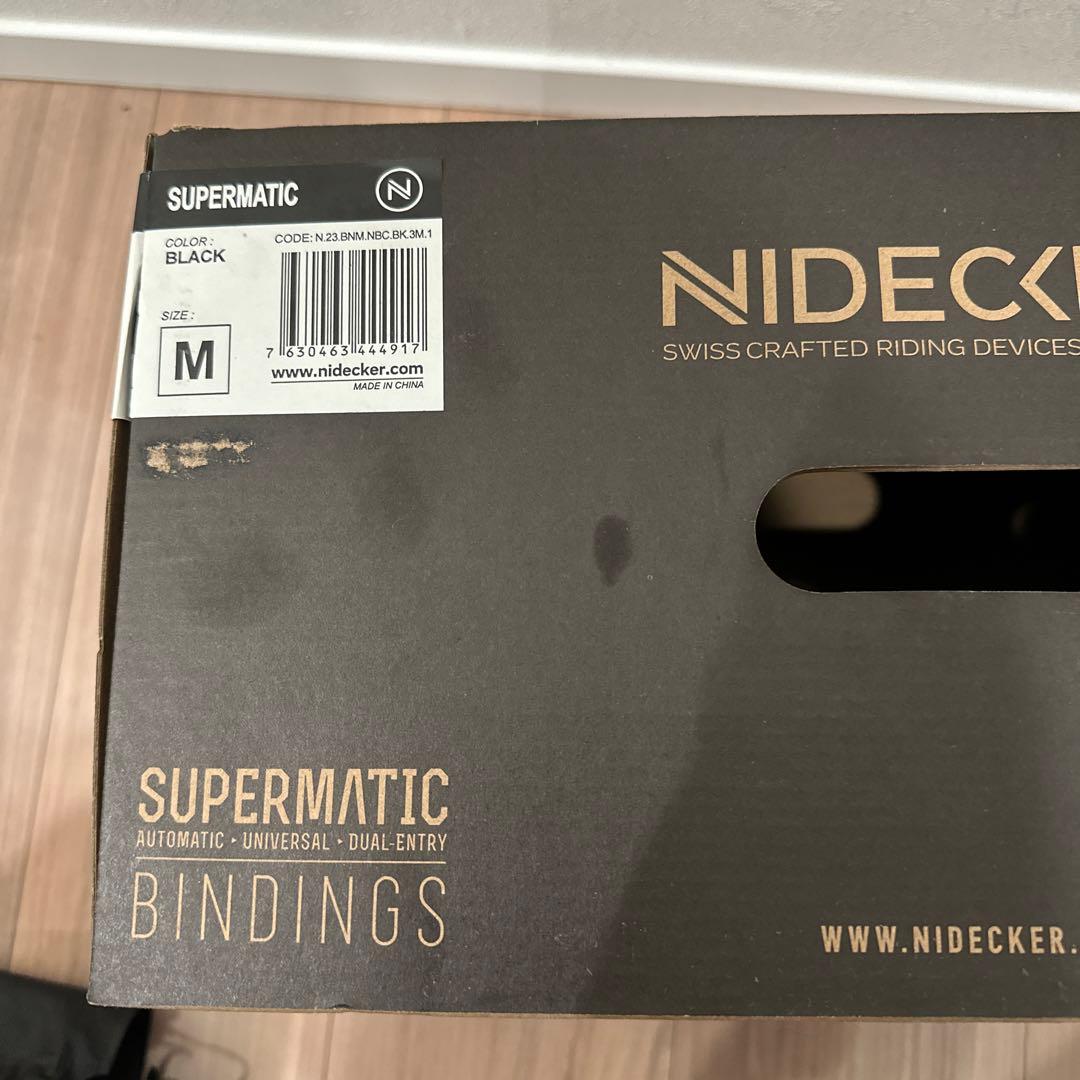 SUPERMATIC
COLOR :
BLACK
CODE: N.23.BNM.NBC.BK.3M.1
SIZE :
M
7 630463 444917
www.nidecker.com
MADE IN CHINA
NIDECK
SWISS CRAFTED RIDING DEVICES
SUPERMATIC
AUTOMATIC ▸ UNIVERSAL ▸ DUAL-ENTRY
BINDINGS
WWW.NIDECKER.